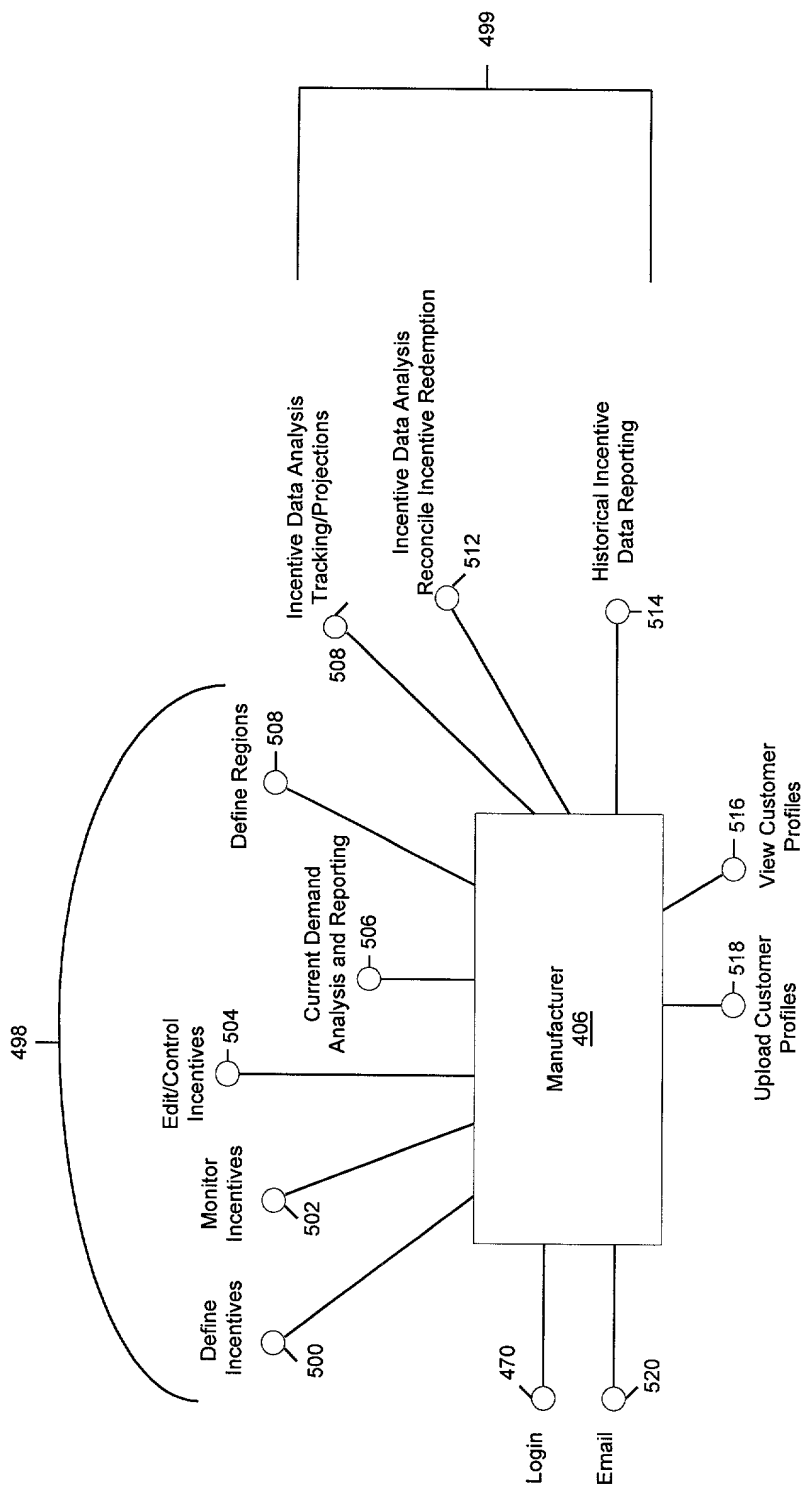 498
499
Define
Incentives
500
Monitor
Incentives
502
Edit/Control
Incentives
504
Current Demand
Analysis and Reporting
506
Define Regions
508
Incentive Data Analysis
Tracking/Projections
508
Incentive Data Analysis
Reconcile Incentive Redemption
512
Historical Incentive
Data Reporting
514
Manufacturer
406
Login
470
Email
520
518
Upload Customer
Profiles
516
View Customer
Profiles